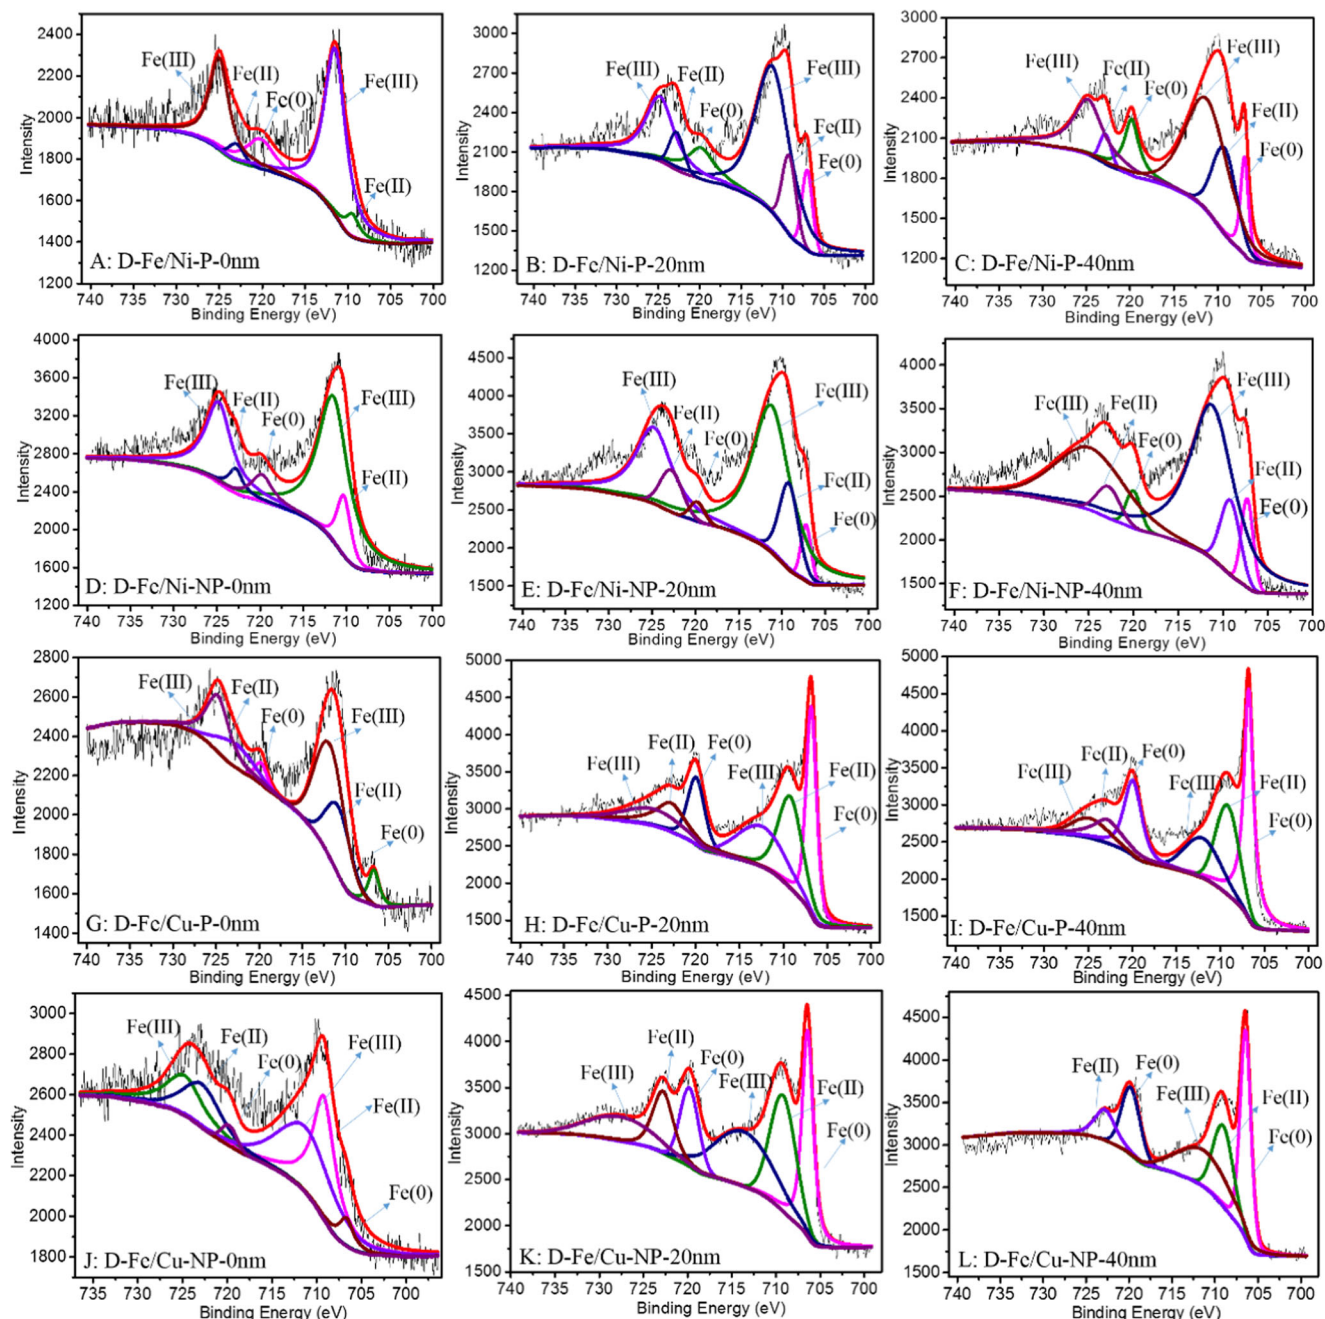 2400
2200
2000
1800
1600
1400
Intensity
Fe(III)
Fe(II)
Fe(0)
Fe(III)
Fe(II)
A: D-Fe/Ni-P-0nm
740 735 730 725 720 715 710 705 700
Binding Energy (eV)
3000
2700
2400
2100
1800
1500
1200
Intensity
Fe(III)
Fe(II)
Fe(0)
Fe(III)
Fe(II)
Fe(0)
B: D-Fe/Ni-P-20nm
740 735 730 725 720 715 710 705 700
Binding Energy (eV)
3000
2700
2400
2100
1800
1500
1200
Intensity
Fe(III)
Fe(II)
Fe(0)
Fe(III)
Fe(II)
Fe(0)
C: D-Fe/Ni-P-40nm
740 735 730 725 720 715 710 705 700
Binding Energy (eV)
4000
3600
3200
2800
2400
2000
1600
1200
Intensity
Fe(III)
Fe(II)
Fe(0)
Fe(III)
Fe(II)
D: D-Fe/Ni-NP-0nm
740 735 730 725 720 715 710 705 700
Binding Energy (eV)
4500
4000
3500
3000
2500
2000
1500
Intensity
Fe(III)
Fe(II)
Fe(0)
Fe(III)
Fe(II)
Fe(0)
E: D-Fe/Ni-NP-20nm
740 735 730 725 720 715 710 705 700
Binding Energy (eV)
4000
3500
3000
2500
2000
1500
Intensity
Fe(III)
Fe(II)
Fe(0)
Fe(III)
Fe(II)
Fe(0)
F: D-Fe/Ni-NP-40nm
740 735 730 725 720 715 710 705 700
Binding Energy (eV)
2800
2600
2400
2200
2000
1800
1600
1400
Intensity
Fe(III)
Fe(II)
Fe(0)
Fe(III)
Fe(II)
Fe(0)
G: D-Fe/Cu-P-0nm
740 735 730 725 720 715 710 705 700
Binding Energy (eV)
5000
4500
4000
3500
3000
2500
2000
1500
Intensity
Fe(III)
Fe(II)
Fe(0)
Fe(III)
Fe(II)
Fe(0)
H: D-Fe/Cu-P-20nm
740 735 730 725 720 715 710 705 700
Binding Energy (eV)
5000
4500
4000
3500
3000
2500
2000
1500
Intensity
Fe(III)
Fe(II)
Fe(0)
Fe(III)
Fe(II)
Fe(0)
I: D-Fe/Cu-P-40nm
740 735 730 725 720 715 710 705 700
Binding Energy (eV)
3000
2800
2600
2400
2200
2000
1800
Intensity
Fe(III)
Fe(II)
Fe(0)
Fe(III)
Fe(II)
Fe(0)
J: D-Fe/Cu-NP-0nm
735 730 725 720 715 710 705 700
Binding Energy (eV)
4500
4000
3500
3000
2500
2000
1500
Intensity
Fe(III)
Fe(II)
Fe(0)
Fe(III)
Fe(II)
Fe(0)
K: D-Fe/Cu-NP-20nm
740 735 730 725 720 715 710 705 700
Binding Energy (eV)
4500
4000
3500
3000
2500
2000
1500
Intensity
Fe(II)
Fe(0)
Fe(III)
Fe(II)
Fe(0)
L: D-Fe/Cu-NP-40nm
740 735 730 725 720 715 710 705 700
Binding Energy (eV)